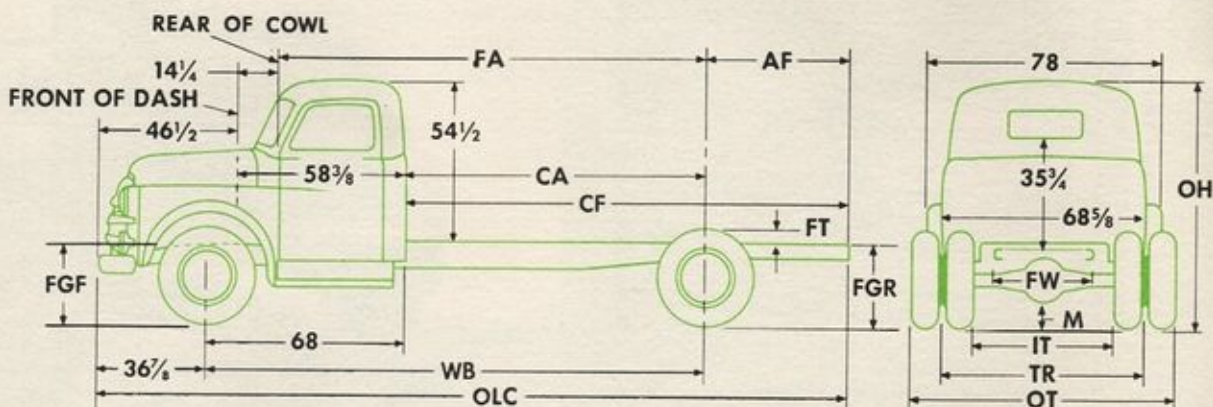 REAR OF COWL
FA
AF
78
14¼
FRONT OF DASH
46½
54½
58⅜
CA
35¾
OH
CF
68⅝
FT
FGF
FGR
FW
M
68
IT
36⅞
WB
TR
OLC
OT